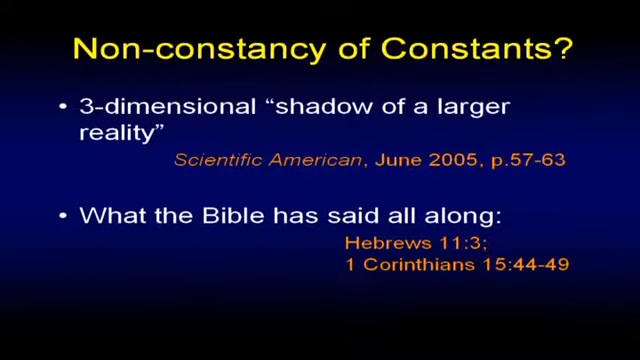 Non-constancy of Constants?
• 3-dimensional “shadow of a larger
reality”
Scientific American, June 2005, p.57-63
• What the Bible has said all along:
Hebrews 11:3;
1 Corinthians 15:44-49